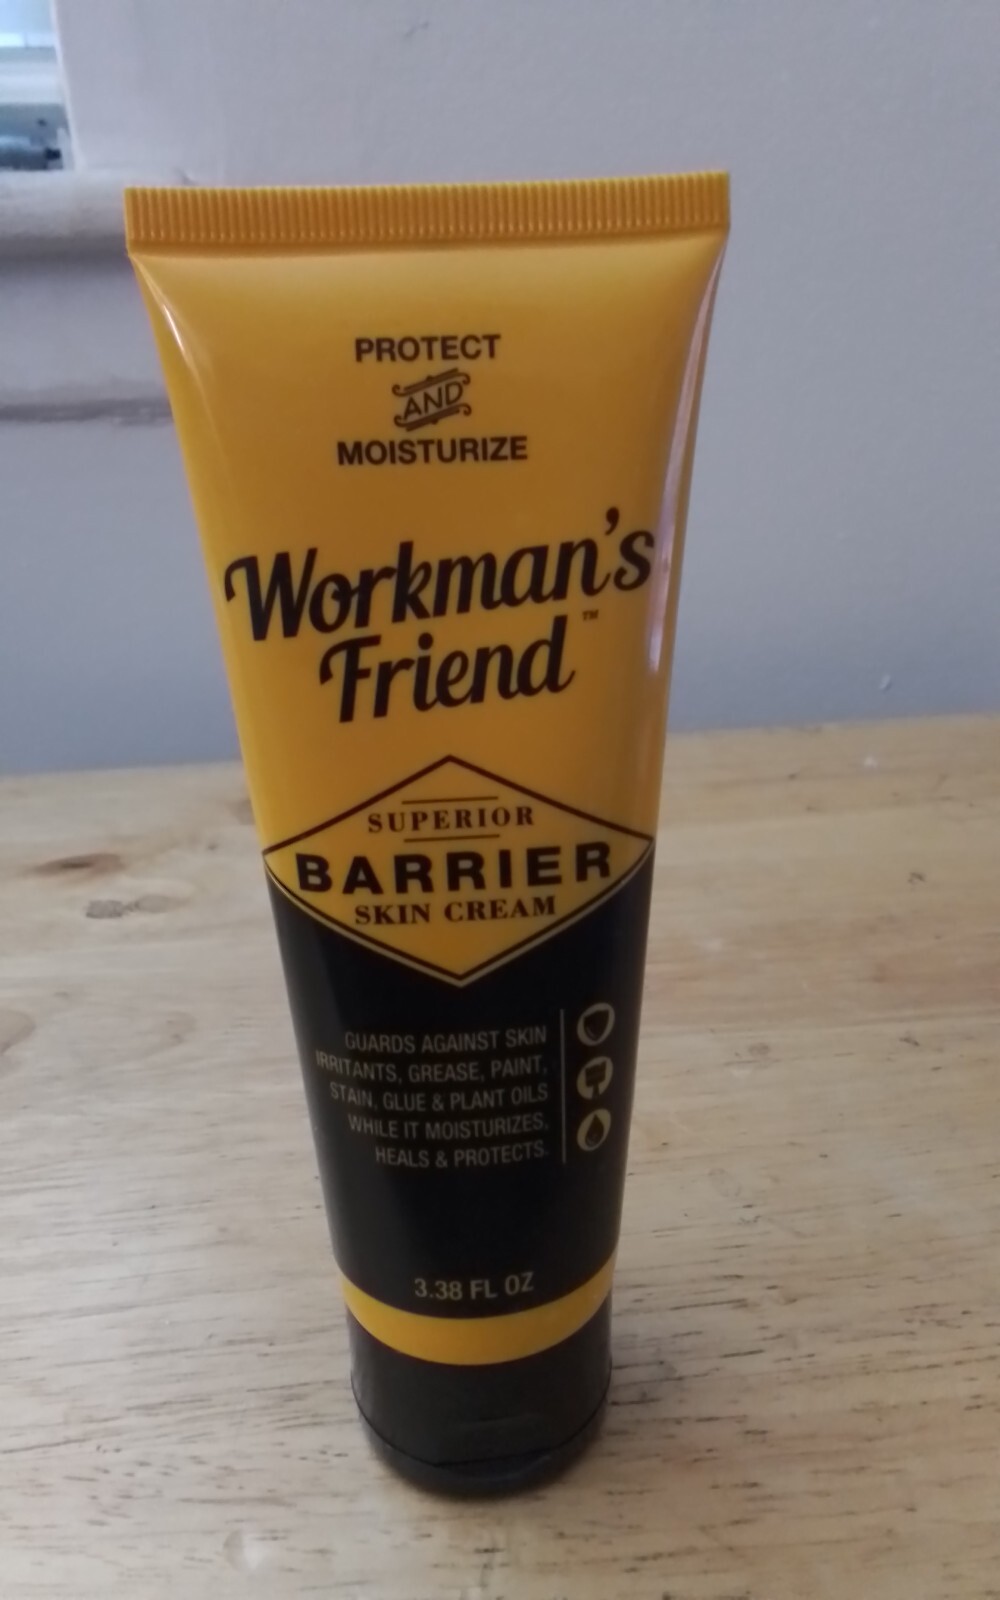 PROTECT
AND
MOISTURIZE
Workman's
Friend™
SUPERIOR
BARRIER
SKIN CREAM
GUARDS AGAINST SKIN
IRRITANTS, GREASE, PAINT,
STAIN, GLUE & PLANT OILS
WHILE IT MOISTURIZES,
HEALS & PROTECTS.
3.38 FL OZ